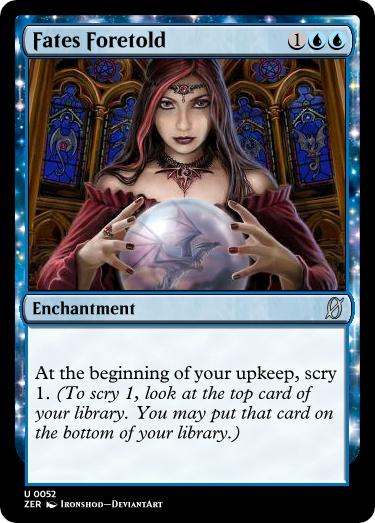 Fates Foretold 1
Enchantment
At the beginning of your upkeep, scry
1. (To scry 1, look at the top card of
your library. You may put that card on
the bottom of your library.)
U 0052
ZER Ironshod—DeviantArt